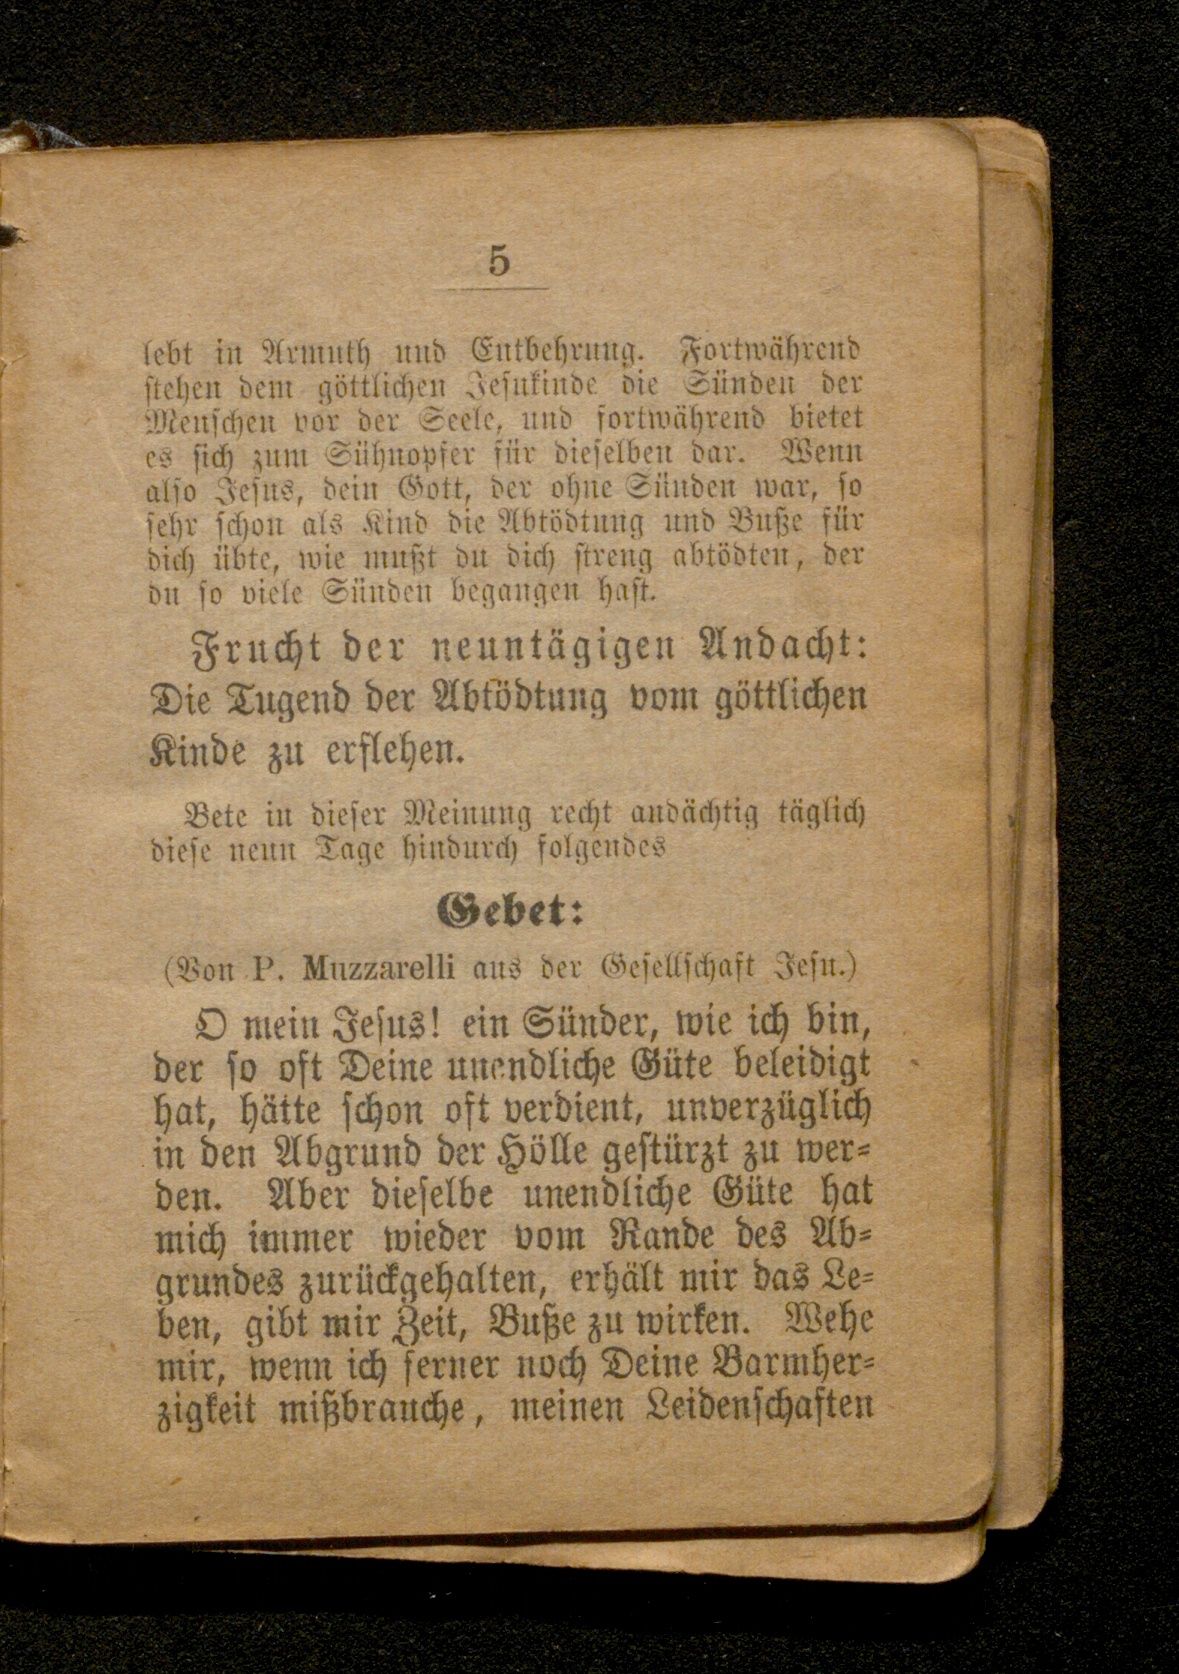 5
lebt in Armuth und Entbehrung. Fortwährend
stehen dem göttlichen Jesukinde die Sünden der
Menschen vor der Seele, und fortwährend bietet
es sich zum Sühnopfer für dieselben dar. Wenn
also Jesus, dein Gott, der ohne Sünden war, so
sehr schon als Kind die Abtödtung und Buße für
dich übte, wie mußt du dich streng abtödten, der
du so viele Sünden begangen hast.
Frucht der neuntägigen Andacht:
Die Tugend der Abtödtung vom göttlichen
Kinde zu erflehen.
Bete in dieser Meinung recht andächtig täglich
diese neun Tage hindurch folgendes
Gebet:
(Von P. Muzzarelli aus der Gesellschaft Jesu.)
O mein Jesus! ein Sünder, wie ich bin,
der so oft Deine unendliche Güte beleidigt
hat, hätte schon oft verdient, unverzüglich
in den Abgrund der Hölle gestürzt zu wer-
den. Aber dieselbe unendliche Güte hat
mich immer wieder vom Rande des Ab-
grundes zurückgehalten, erhält mir das Le-
ben, gibt mir Zeit, Buße zu wirken. Wehe
mir, wenn ich ferner noch Deine Barmher-
zigkeit mißbrauche, meinen Leidenschaften